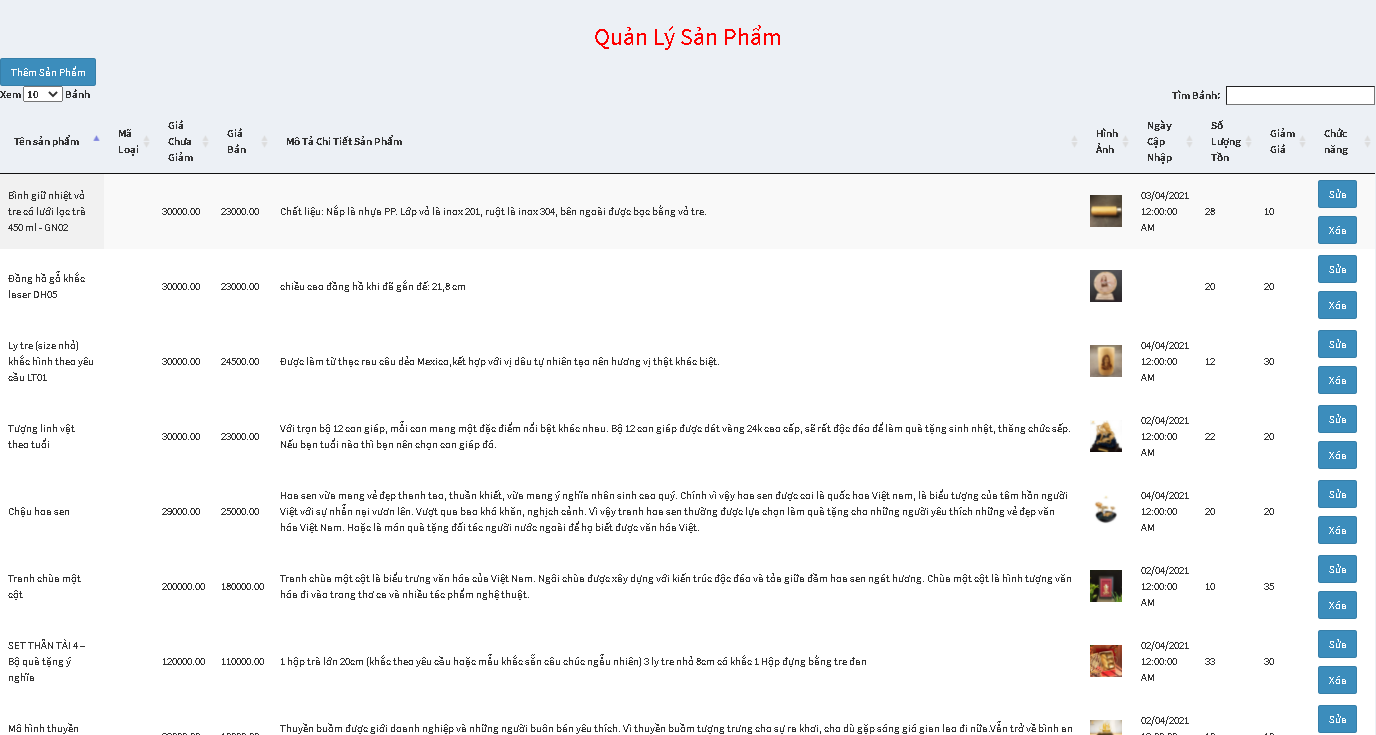 Quản Lý Sản Phẩm
Thêm Sản Phẩm
Xem 10 Bánh
Tìm Bánh:
Tên sản phẩm
Mã
Loại
Giá
Chưa
Giảm
Giá
Bán
Mô Tả Chi Tiết Sản Phẩm
Hình
Ảnh
Ngày
Cập
Nhập
Số
Lượng
Tồn
Giảm
Giá
Chức
năng
Bình giữ nhiệt vỏ
tre có lưới lọc trà
450 ml - GN02
30000.00
23000.00
Chất liệu: Nắp là nhựa PP. Lớp vỏ là inox 201, ruột là inox 304, bên ngoài được bọc bằng vỏ tre.
03/04/2021
12:00:00
AM
28
10
Sửa
Xóa
Đồng hồ gỗ khắc
laser DH05
30000.00
23000.00
chiều cao đồng hồ khi đã gắn đế: 21,8 cm
20
20
Sửa
Xóa
Ly tre (size nhỏ)
khắc hình theo yêu
cầu LT01
30000.00
24500.00
Được làm từ thạc rau câu dẻo Mexico,kết hợp với vị dâu tự nhiên tạo nên hương vị thật khác biệt.
04/04/2021
12:00:00
AM
12
30
Sửa
Xóa
Tượng linh vật
theo tuổi
30000.00
23000.00
Với trọn bộ 12 con giáp, mỗi con mang một đặc điểm nổi bật khác nhau. Bộ 12 con giáp được dát vàng 24k cao cấp, sẽ rất độc đáo để làm quà tặng sinh nhật, thăng chức sếp.
Nếu bạn tuổi nào thì bạn nên chọn con giáp đó.
02/04/2021
12:00:00
AM
22
20
Sửa
Xóa
Chậu hoa sen
29000.00
25000.00
Hoa sen vừa mang vẻ đẹp thanh tao, thuần khiết, vừa mang ý nghĩa nhân sinh cao quý. Chính vì vậy hoa sen được coi là quốc hoa Việt nam, là biểu tượng của tâm hồn người
Việt với sự nhẫn nại vươn lên. Vượt qua bao khó khăn, nghịch cảnh. Vì vậy tranh hoa sen thường được lựa chọn làm quà tặng cho những người yêu thích những vẻ đẹp văn
hóa Việt Nam. Hoặc là món quà tặng đối tác người nước ngoài để họ biết được văn hóa Việt.
04/04/2021
12:00:00
AM
20
20
Sửa
Xóa
Tranh chùa một
cột
200000.00
180000.00
Tranh chùa một cột là biểu trưng văn hóa của Việt Nam. Ngôi chùa được xây dựng với kiến trúc độc đáo và tỏa giữa đầm hoa sen ngát hương. Chùa một cột là hình tượng văn
hóa đi vào trong thơ ca và nhiều tác phẩm nghệ thuật.
02/04/2021
12:00:00
AM
10
35
Sửa
Xóa
SET THẦN TÀI 4 –
Bộ quà tặng ý
nghĩa
120000.00
110000.00
1 hộp trà lớn 20cm (khắc theo yêu cầu hoặc mẫu khắc sẵn câu chúc ngẫu nhiên) 3 ly tre nhỏ 8cm có khắc 1 Hộp đựng bằng tre đan
02/04/2021
12:00:00
AM
33
30
Sửa
Xóa
Mô hình thuyền
Thuyền buồm được giới doanh nghiệp và những người buôn bán yêu thích. Vì thuyền buồm tượng trưng cho sự ra khơi, cho dù gặp sóng gió gian lao đi nữa.Vẫn trở về bình an
02/04/2021
Sửa